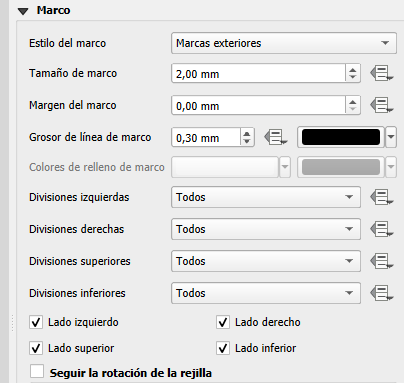 Marco
Estilo del marco Marcas exteriores
Tamaño de marco 2,00 mm
Margen del marco 0,00 mm
Grosor de línea de marco 0,30 mm
Colores de relleno de marco
Divisiones izquierdas Todos
Divisiones derechas Todos
Divisiones superiores Todos
Divisiones inferiores Todos
Lado izquierdo Lado derecho
Lado superior Lado inferior
Seguir la rotación de la rejilla